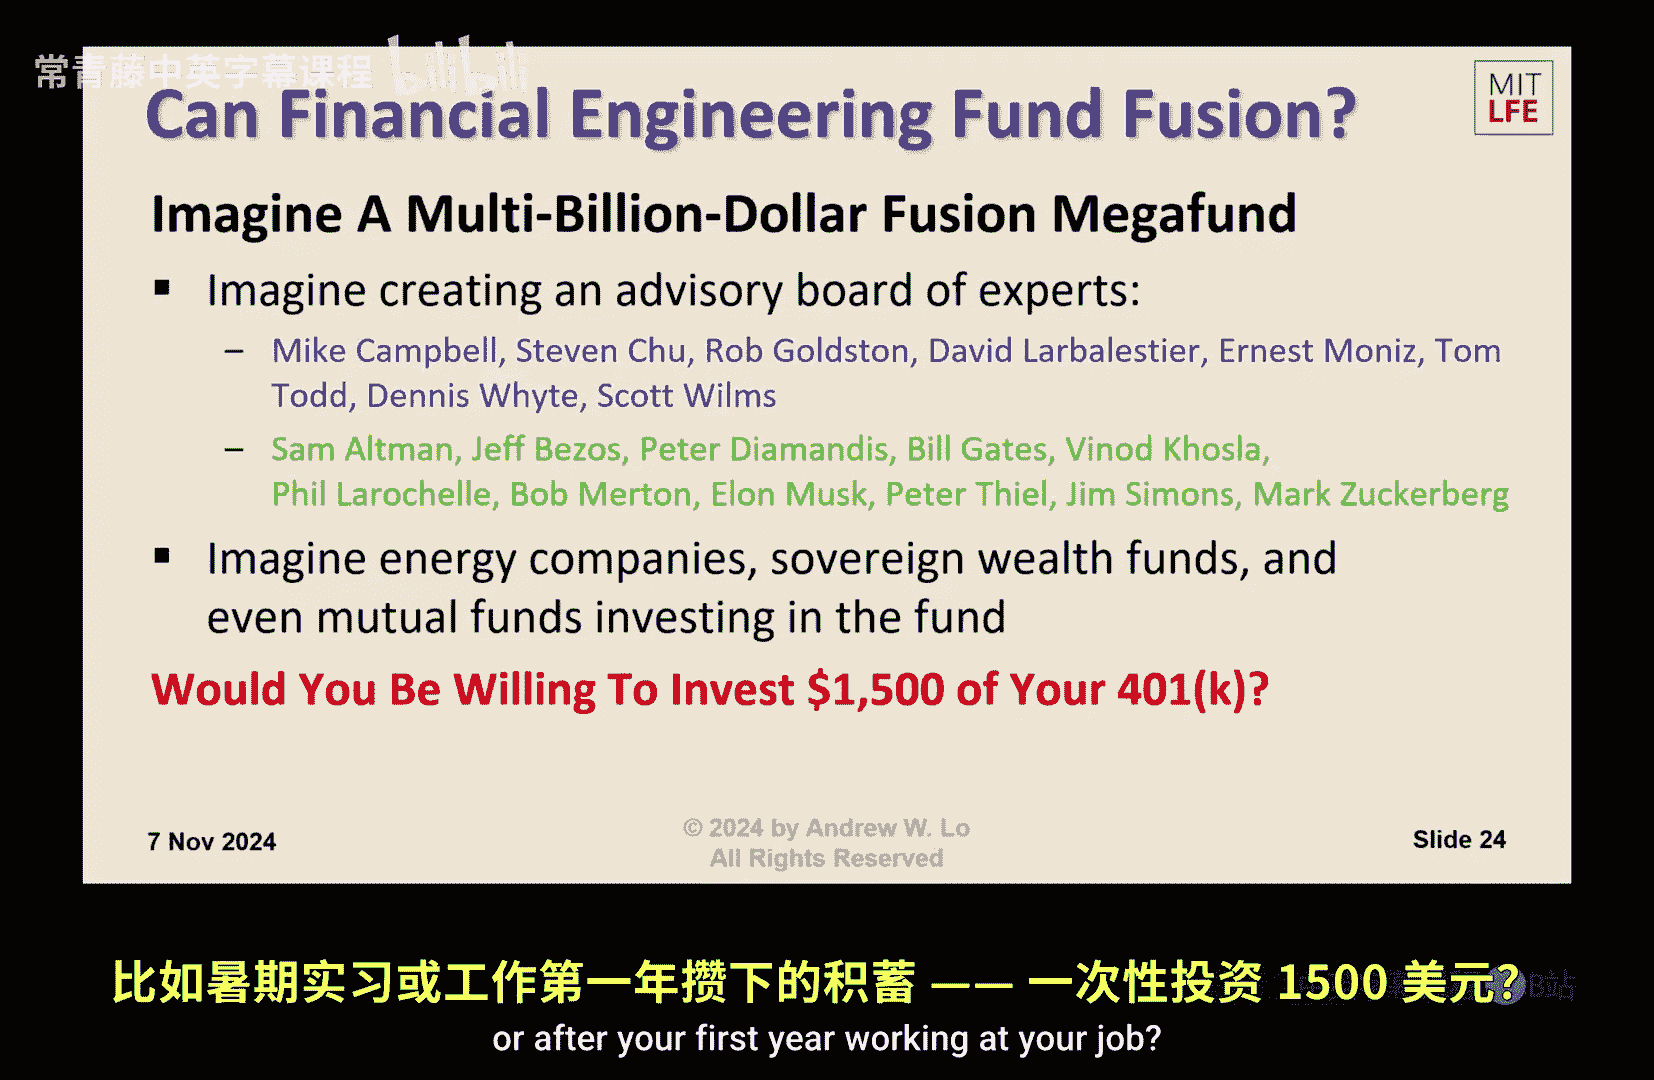 常青藤中英字幕课程 bilibili
Can Financial Engineering Fund Fusion?
MIT
LFE
Imagine A Multi-Billion-Dollar Fusion Megafund
▪ Imagine creating an advisory board of experts:
– Mike Campbell, Steven Chu, Rob Goldston, David Larbalestier, Ernest Moniz, Tom
Todd, Dennis Whyte, Scott Wilms
– Sam Altman, Jeff Bezos, Peter Diamandis, Bill Gates, Vinod Khosla,
Phil Larochelle, Bob Merton, Elon Musk, Peter Thiel, Jim Simons, Mark Zuckerberg
▪ Imagine energy companies, sovereign wealth funds, and
even mutual funds investing in the fund
Would You Be Willing To Invest $1,500 of Your 401(k)?
7 Nov 2024
© 2024 by Andrew W. Lo
All Rights Reserved
Slide 24
比如暑期实习或工作第一年攒下的积蓄 —— 一次性投资 1500 美元？
B站
or after your first year working at your job?